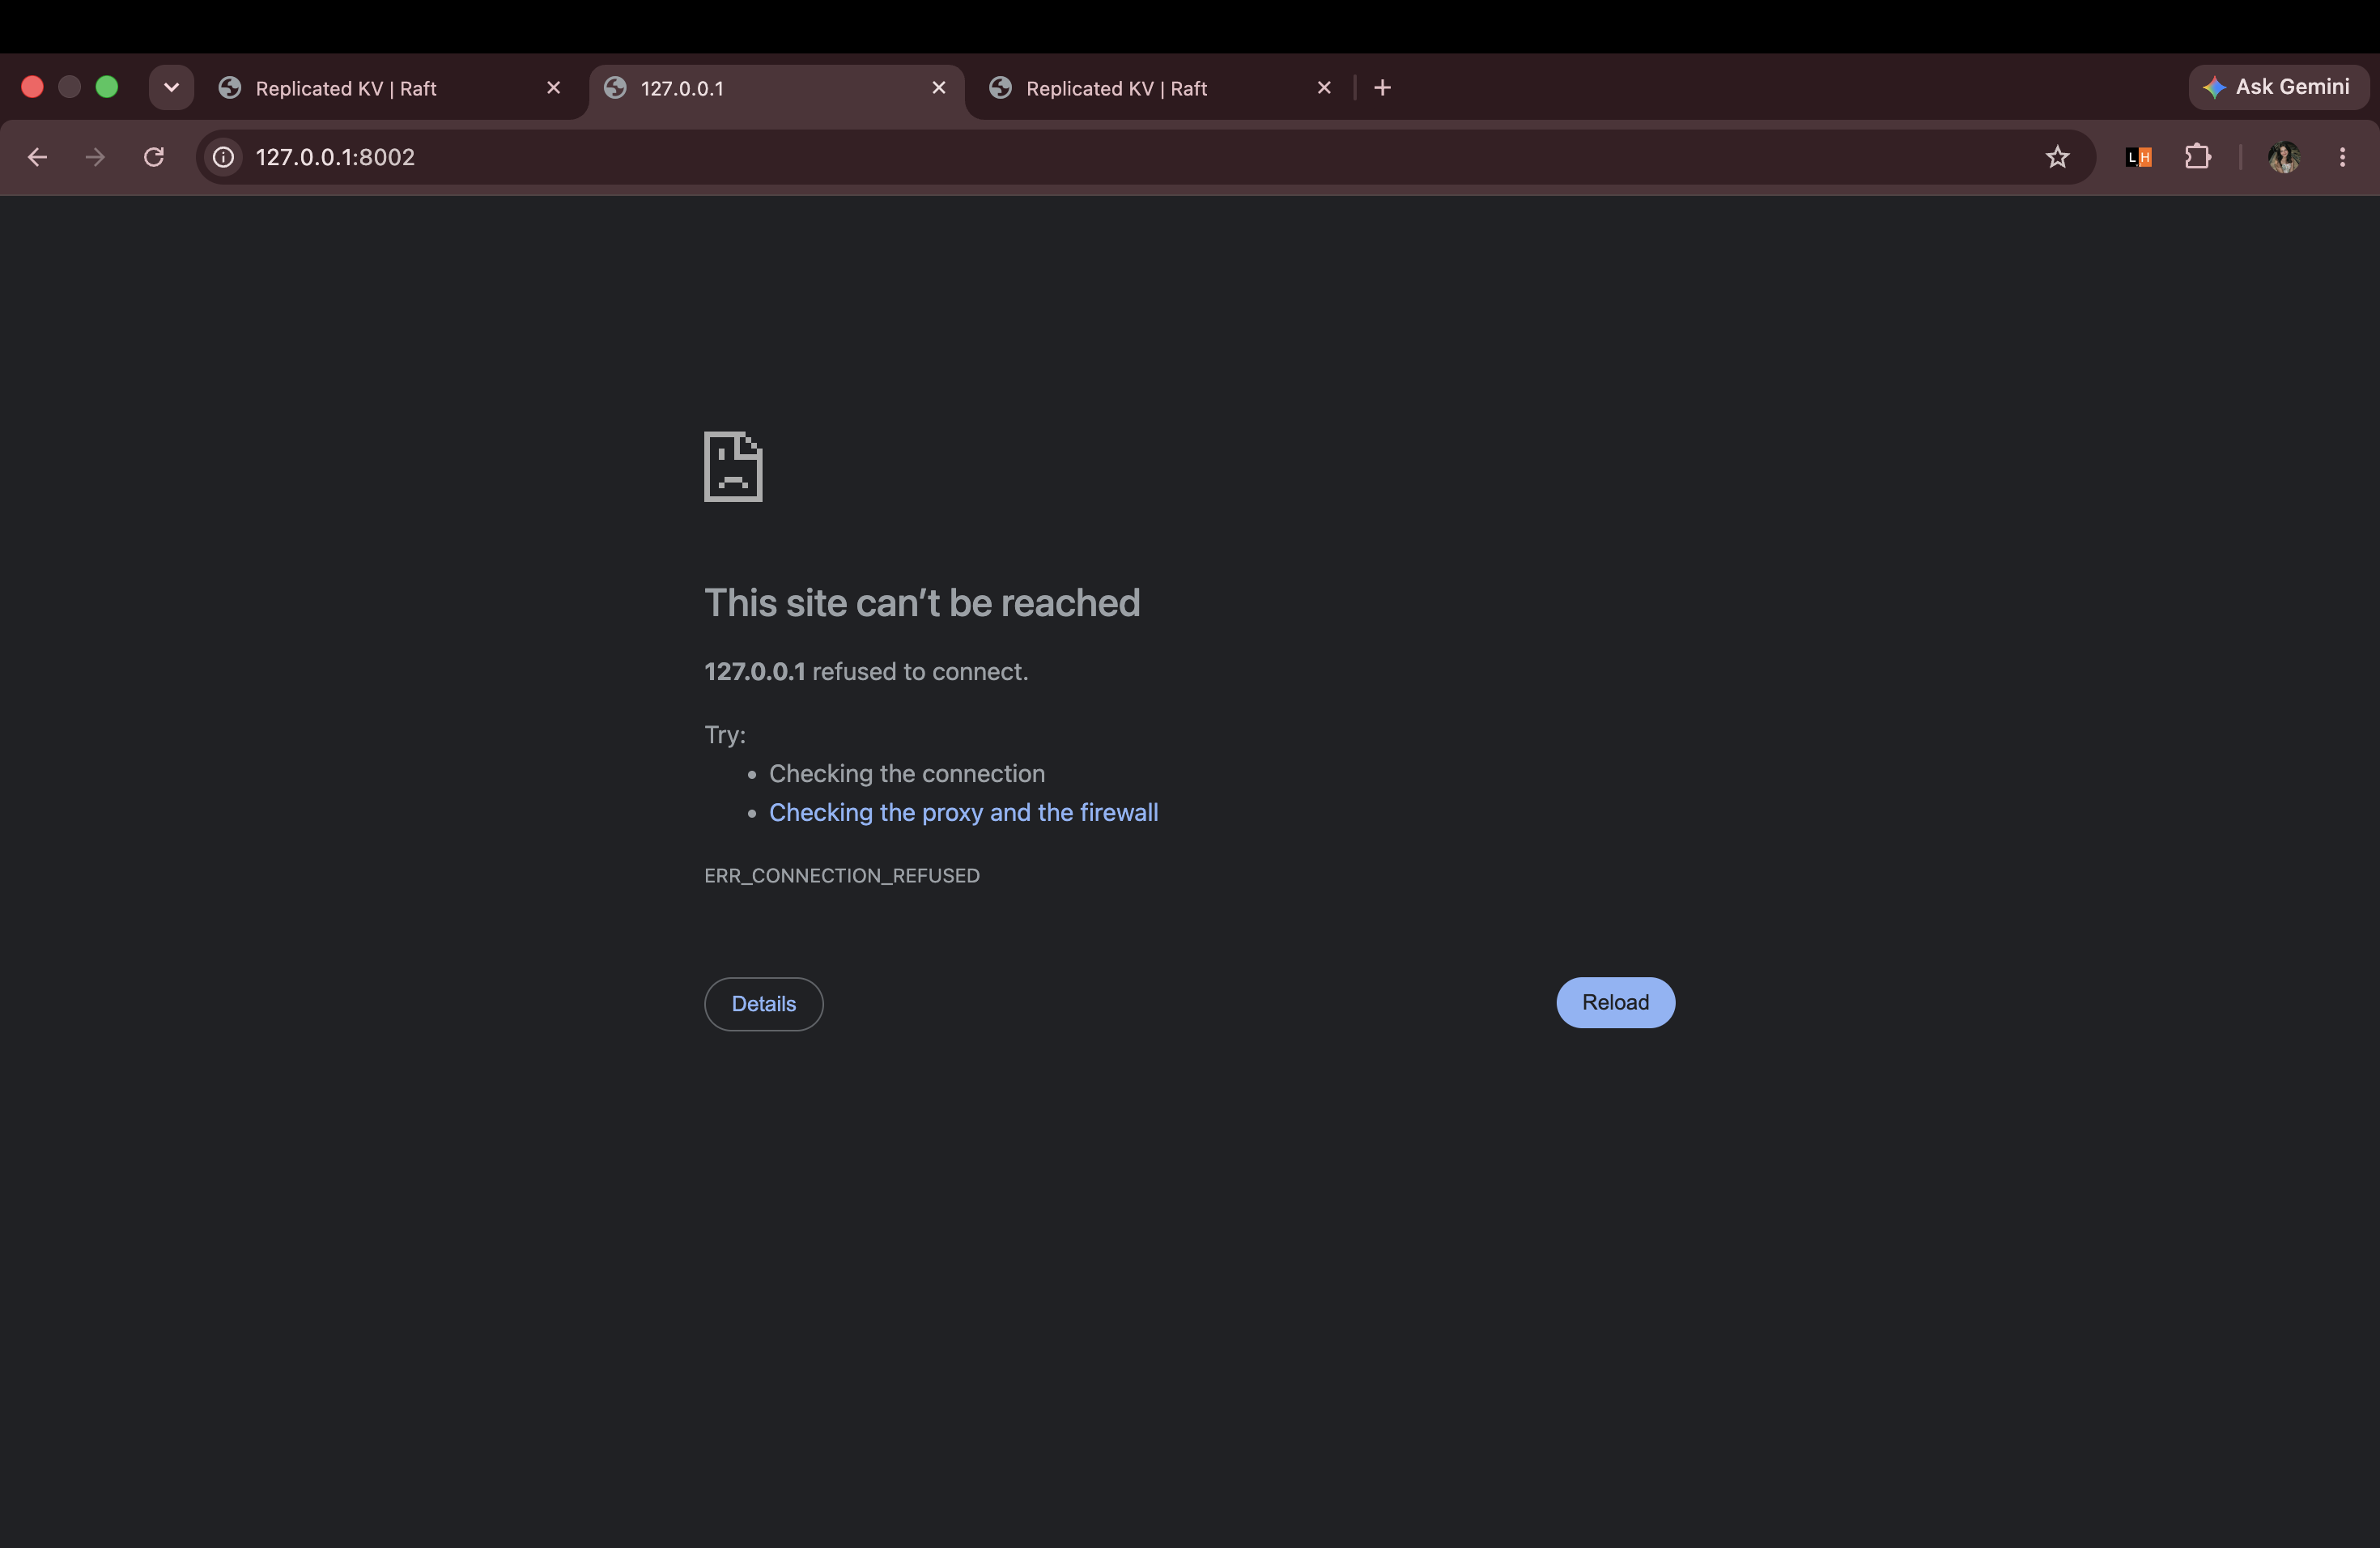 Replicated KV | Raft
127.0.0.1
Replicated KV | Raft
Ask Gemini
127.0.0.1:8002
L H
This site can’t be reached
127.0.0.1 refused to connect.
Try:
• Checking the connection
• Checking the proxy and the firewall
ERR_CONNECTION_REFUSED
Details
Reload